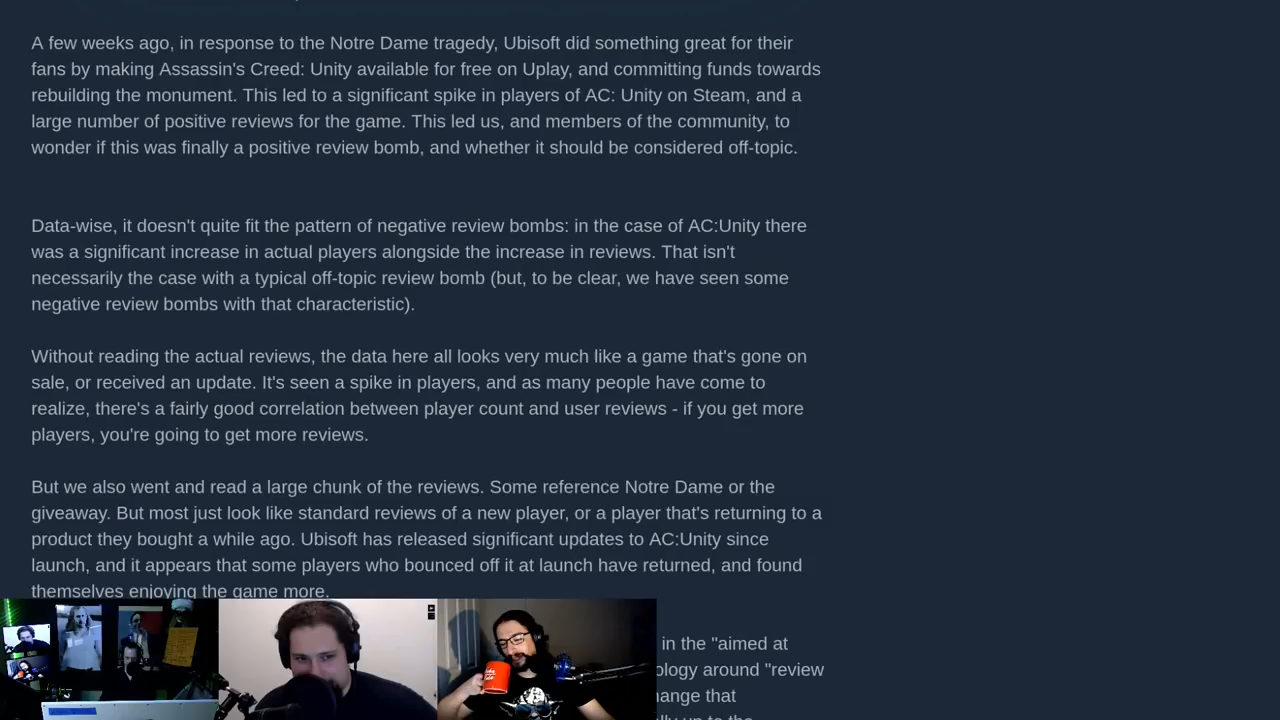 A few weeks ago, in response to the Notre Dame tragedy, Ubisoft did something great for their
fans by making Assassin's Creed: Unity available for free on Uplay, and committing funds towards
rebuilding the monument. This led to a significant spike in players of AC: Unity on Steam, and a
large number of positive reviews for the game. This led us, and members of the community, to
wonder if this was finally a positive review bomb, and whether it should be considered off-topic.
Data-wise, it doesn't quite fit the pattern of negative review bombs: in the case of AC:Unity there
was a significant increase in actual players alongside the increase in reviews. That isn't
necessarily the case with a typical off-topic review bomb (but, to be clear, we have seen some
negative review bombs with that characteristic).
Without reading the actual reviews, the data here all looks very much like a game that's gone on
sale, or received an update. It's seen a spike in players, and as many people have come to
realize, there's a fairly good correlation between player count and user reviews - if you get more
players, you're going to get more reviews.
But we also went and read a large chunk of the reviews. Some reference Notre Dame or the
giveaway. But most just look like standard reviews of a new player, or a player that's returning to a
product they bought a while ago. Ubisoft has released significant updates to AC:Unity since
launch, and it appears that some players who bounced off it at launch have returned, and found
themselves enjoying the game more.
in the "aimed at
ology around "review
ange that